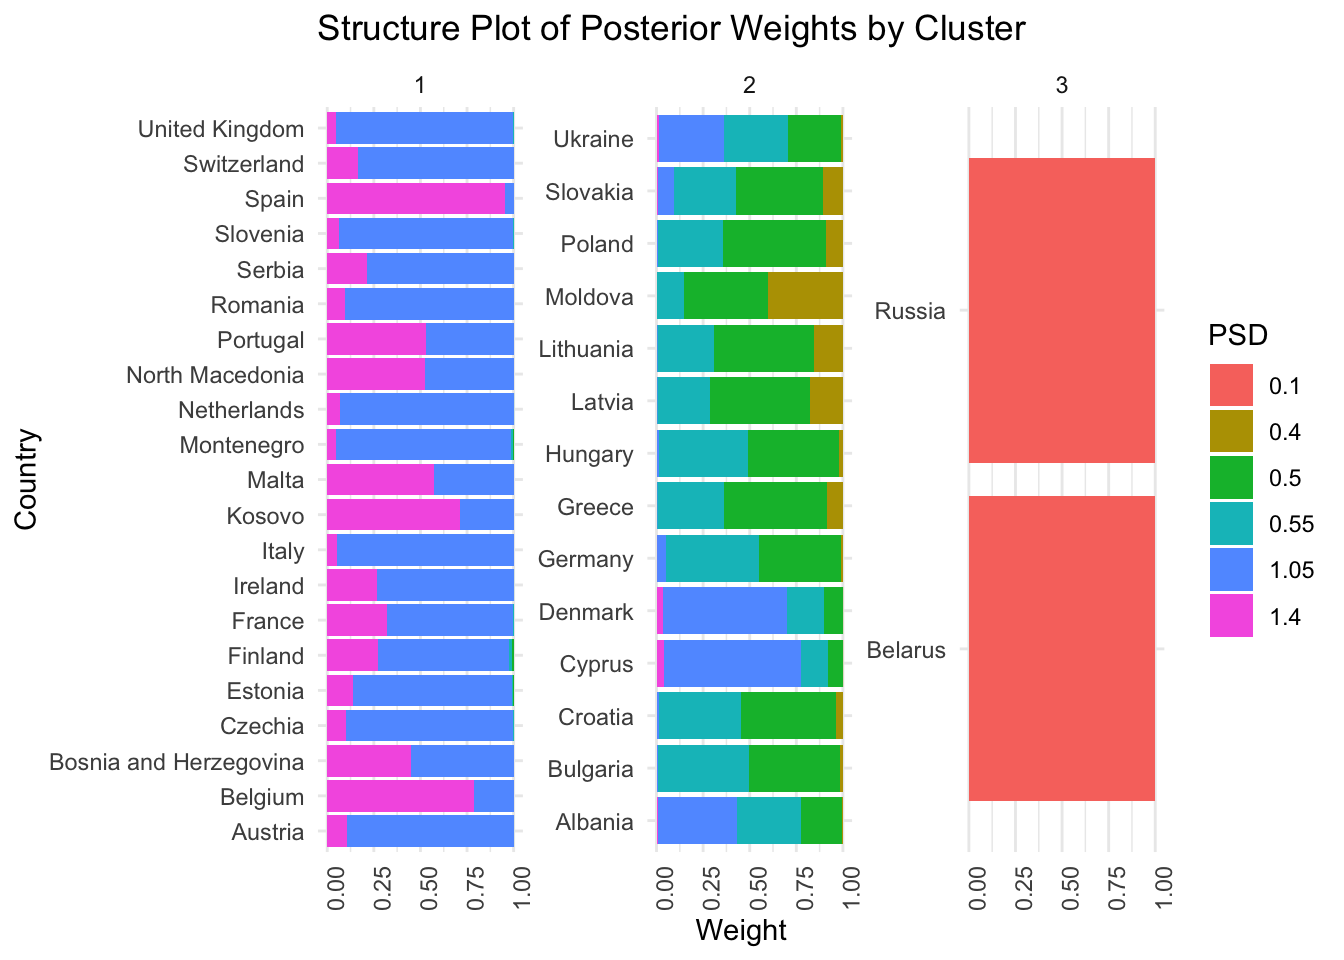 Structure Plot of Posterior Weights by Cluster
1
2
3
Country
United Kingdom
Switzerland
Spain
Slovenia
Serbia
Romania
Portugal
North Macedonia
Netherlands
Montenegro
Malta
Kosovo
Italy
Ireland
France
Finland
Estonia
Czechia
Bosnia and Herzegovina
Belgium
Austria
0.00
0.25
0.50
0.75
1.00
Ukraine
Slovakia
Poland
Moldova
Lithuania
Latvia
Hungary
Greece
Germany
Denmark
Cyprus
Croatia
Bulgaria
Albania
0.00
0.25
0.50
0.75
1.00
Russia
Belarus
0.00
0.25
0.50
0.75
1.00
Weight
PSD
0.1
0.4
0.5
0.55
1.05
1.4